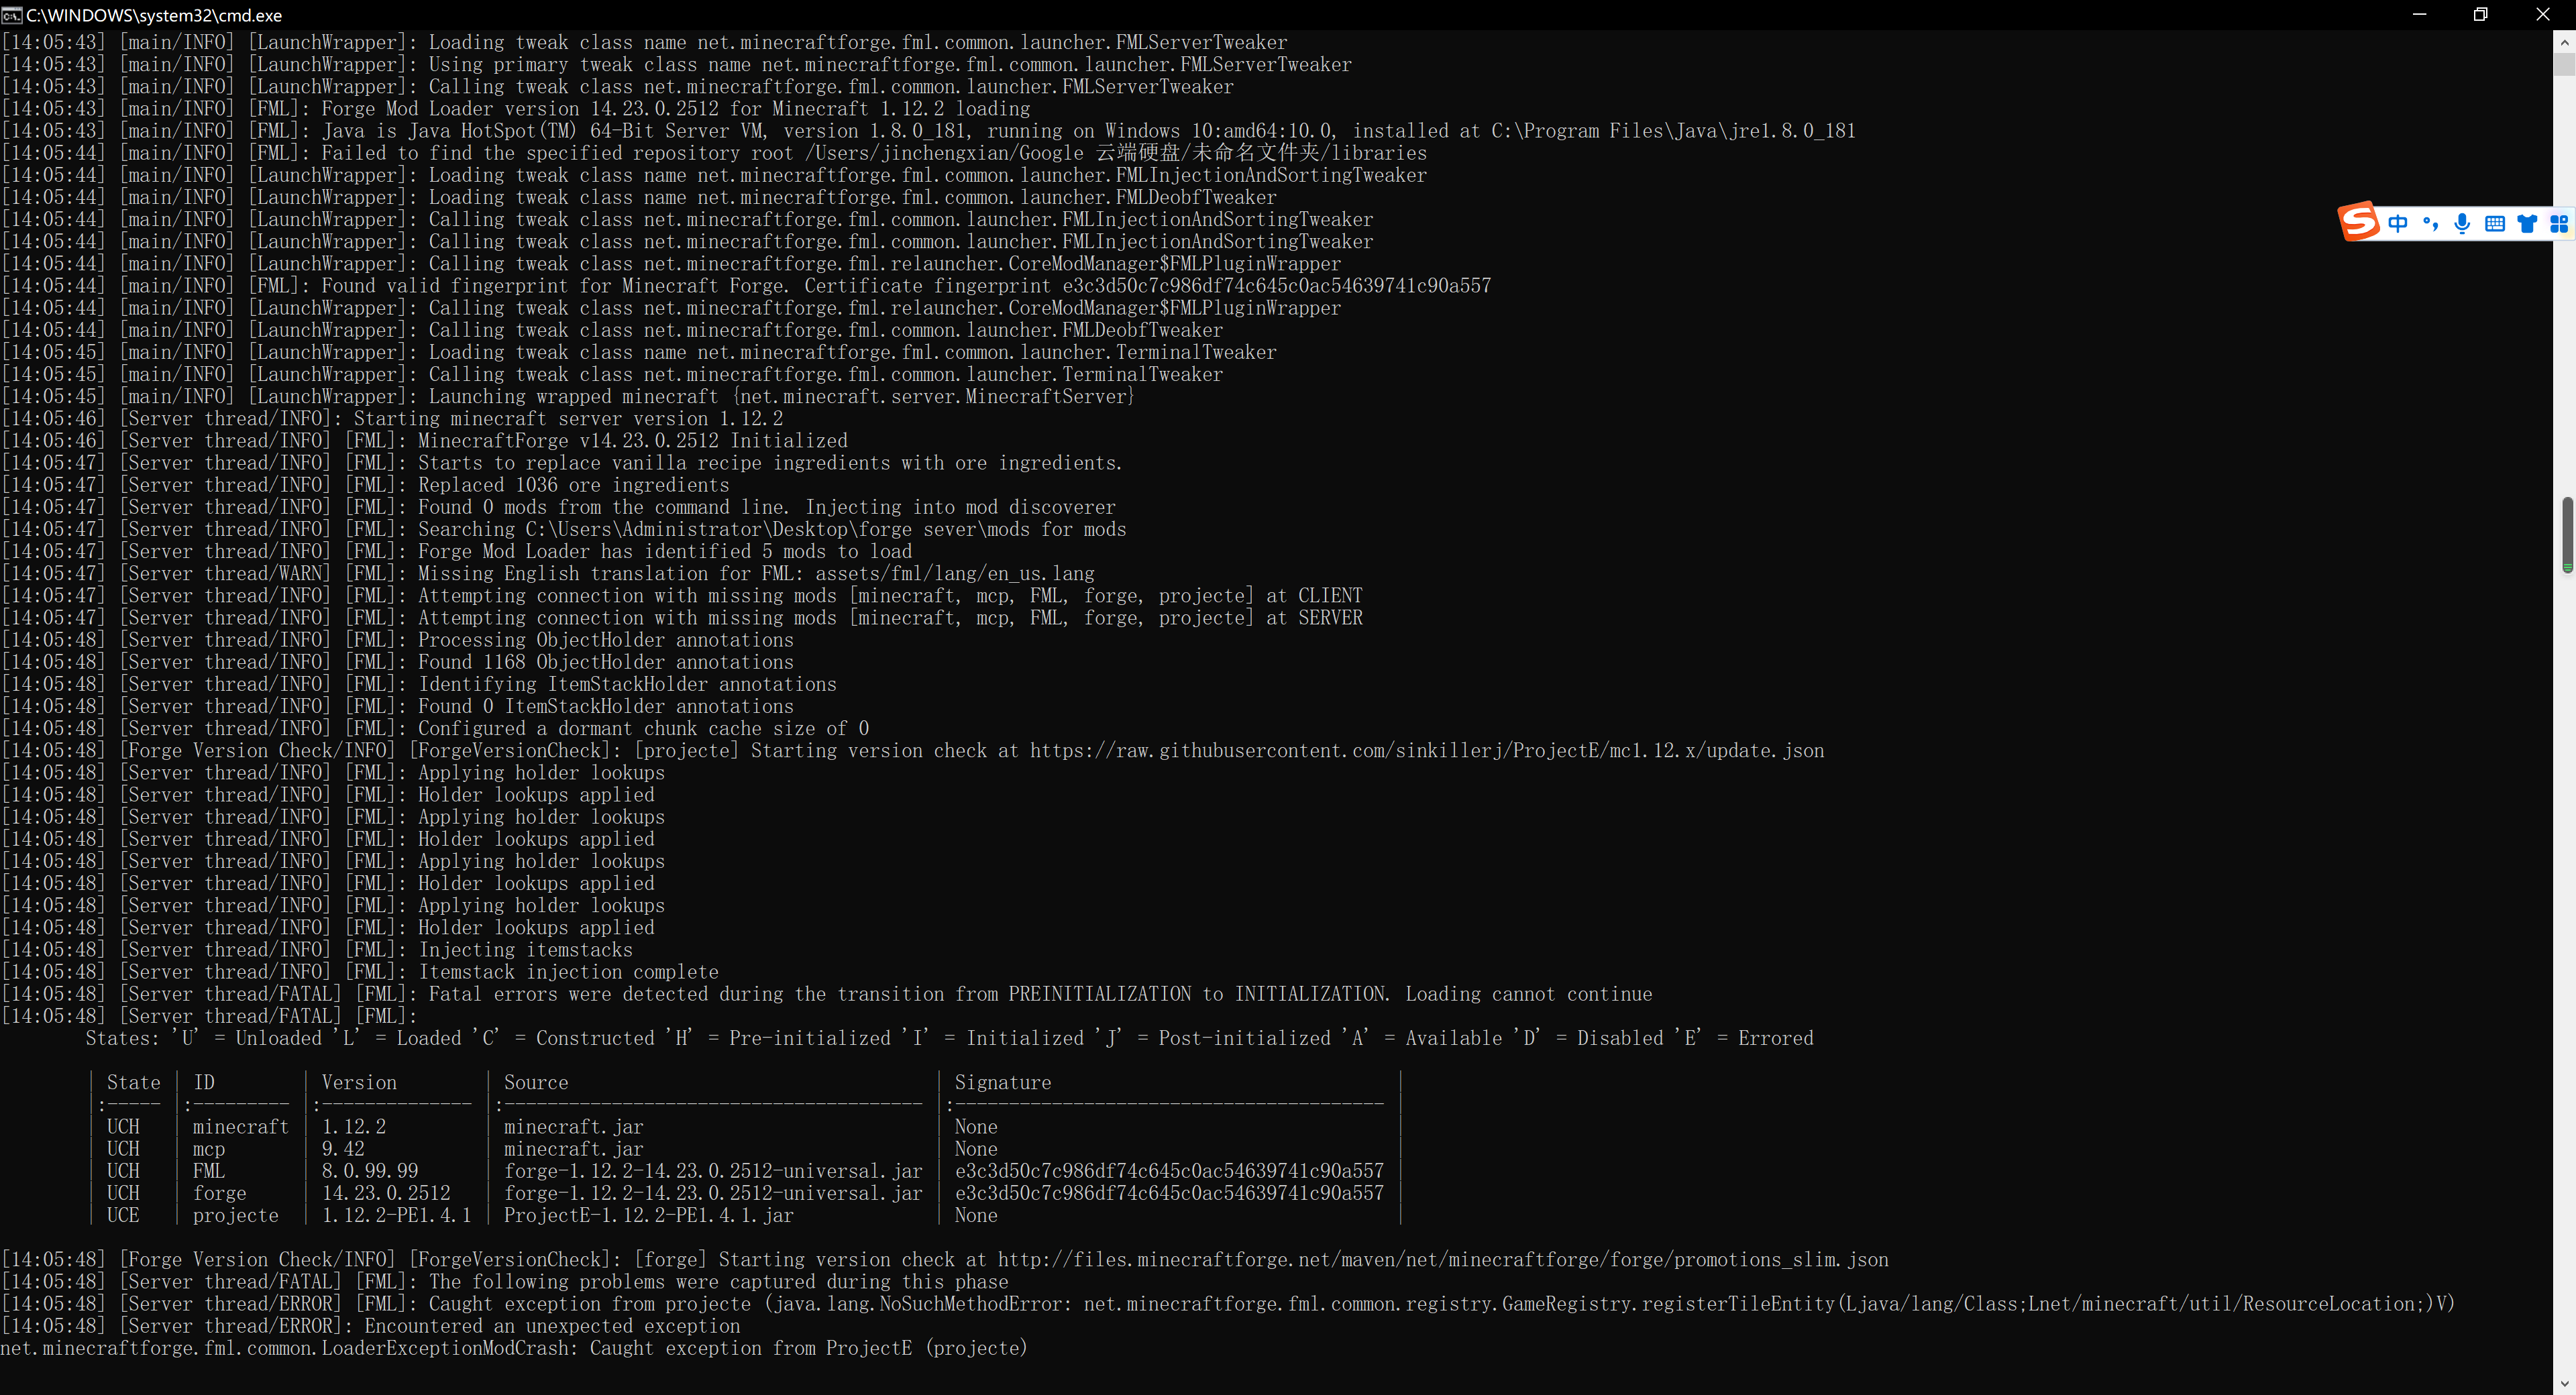 C:\WINDOWS\system32\cmd.exe
[14:05:43] [main/INFO] [LaunchWrapper]: Loading tweak class name net.minecraftforge.fml.common.launcher.FMLServerTweaker
[14:05:43] [main/INFO] [LaunchWrapper]: Using primary tweak class name net.minecraftforge.fml.common.launcher.FMLServerTweaker
[14:05:43] [main/INFO] [LaunchWrapper]: Calling tweak class net.minecraftforge.fml.common.launcher.FMLServerTweaker
[14:05:43] [main/INFO] [FML]: Forge Mod Loader version 14.23.0.2512 for Minecraft 1.12.2 loading
[14:05:43] [main/INFO] [FML]: Java is Java HotSpot(TM) 64-Bit Server VM, version 1.8.0_181, running on Windows 10:amd64:10.0, installed at C:\Program Files\Java\jre1.8.0_181
[14:05:44] [main/INFO] [FML]: Failed to find the specified repository root /Users/jinchengxian/Google 云端硬盘/未命名文件夹/libraries
[14:05:44] [main/INFO] [LaunchWrapper]: Loading tweak class name net.minecraftforge.fml.common.launcher.FMLInjectionAndSortingTweaker
[14:05:44] [main/INFO] [LaunchWrapper]: Loading tweak class name net.minecraftforge.fml.common.launcher.FMLDeobfTweaker
[14:05:44] [main/INFO] [LaunchWrapper]: Calling tweak class net.minecraftforge.fml.common.launcher.FMLInjectionAndSortingTweaker
[14:05:44] [main/INFO] [LaunchWrapper]: Calling tweak class net.minecraftforge.fml.common.launcher.FMLInjectionAndSortingTweaker
[14:05:44] [main/INFO] [LaunchWrapper]: Calling tweak class net.minecraftforge.fml.relauncher.CoreModManager$FMLPluginWrapper
[14:05:44] [main/INFO] [FML]: Found valid fingerprint for Minecraft Forge. Certificate fingerprint e3c3d50c7c986df74c645c0ac54639741c90a557
[14:05:44] [main/INFO] [LaunchWrapper]: Calling tweak class net.minecraftforge.fml.relauncher.CoreModManager$FMLPluginWrapper
[14:05:44] [main/INFO] [LaunchWrapper]: Calling tweak class net.minecraftforge.fml.common.launcher.FMLDeobfTweaker
[14:05:45] [main/INFO] [LaunchWrapper]: Loading tweak class name net.minecraftforge.fml.common.launcher.TerminalTweaker
[14:05:45] [main/INFO] [LaunchWrapper]: Calling tweak class net.minecraftforge.fml.common.launcher.TerminalTweaker
[14:05:45] [main/INFO] [LaunchWrapper]: Launching wrapped minecraft {net.minecraft.server.MinecraftServer}
[14:05:46] [Server thread/INFO]: Starting minecraft server version 1.12.2
[14:05:46] [Server thread/INFO] [FML]: MinecraftForge v14.23.0.2512 Initialized
[14:05:47] [Server thread/INFO] [FML]: Starts to replace vanilla recipe ingredients with ore ingredients.
[14:05:47] [Server thread/INFO] [FML]: Replaced 1036 ore ingredients
[14:05:47] [Server thread/INFO] [FML]: Found 0 mods from the command line. Injecting into mod discoverer
[14:05:47] [Server thread/INFO] [FML]: Searching C:\Users\Administrator\Desktop\forge sever\mods for mods
[14:05:47] [Server thread/INFO] [FML]: Forge Mod Loader has identified 5 mods to load
[14:05:47] [Server thread/WARN] [FML]: Missing English translation for FML: assets/fml/lang/en_us.lang
[14:05:47] [Server thread/INFO] [FML]: Attempting connection with missing mods [minecraft, mcp, FML, forge, projecte] at CLIENT
[14:05:47] [Server thread/INFO] [FML]: Attempting connection with missing mods [minecraft, mcp, FML, forge, projecte] at SERVER
[14:05:48] [Server thread/INFO] [FML]: Processing ObjectHolder annotations
[14:05:48] [Server thread/INFO] [FML]: Found 1168 ObjectHolder annotations
[14:05:48] [Server thread/INFO] [FML]: Identifying ItemStackHolder annotations
[14:05:48] [Server thread/INFO] [FML]: Found 0 ItemStackHolder annotations
[14:05:48] [Server thread/INFO] [FML]: Configured a dormant chunk cache size of 0
[14:05:48] [Forge Version Check/INFO] [ForgeVersionCheck]: [projecte] Starting version check at https://raw.githubusercontent.com/sinkillerj/ProjectE/mc1.12.x/update.json
[14:05:48] [Server thread/INFO] [FML]: Applying holder lookups
[14:05:48] [Server thread/INFO] [FML]: Holder lookups applied
[14:05:48] [Server thread/INFO] [FML]: Applying holder lookups
[14:05:48] [Server thread/INFO] [FML]: Holder lookups applied
[14:05:48] [Server thread/INFO] [FML]: Applying holder lookups
[14:05:48] [Server thread/INFO] [FML]: Holder lookups applied
[14:05:48] [Server thread/INFO] [FML]: Applying holder lookups
[14:05:48] [Server thread/INFO] [FML]: Holder lookups applied
[14:05:48] [Server thread/INFO] [FML]: Injecting itemstacks
[14:05:48] [Server thread/INFO] [FML]: Itemstack injection complete
[14:05:48] [Server thread/FATAL] [FML]: Fatal errors were detected during the transition from PREINITIALIZATION to INITIALIZATION. Loading cannot continue
[14:05:48] [Server thread/FATAL] [FML]:
States: 'U' = Unloaded 'L' = Loaded 'C' = Constructed 'H' = Pre-initialized 'I' = Initialized 'J' = Post-initialized 'A' = Available 'D' = Disabled 'E' = Errored
| State | ID | Version | Source | Signature |
|:----- |:--------- |:-------------- |:--------------------------------------- |:---------------------------------------- |
| UCH | minecraft | 1.12.2 | minecraft.jar | None |
| UCH | mcp | 9.42 | minecraft.jar | None |
| UCH | FML | 8.0.99.99 | forge-1.12.2-14.23.0.2512-universal.jar | e3c3d50c7c986df74c645c0ac54639741c90a557 |
| UCH | forge | 14.23.0.2512 | forge-1.12.2-14.23.0.2512-universal.jar | e3c3d50c7c986df74c645c0ac54639741c90a557 |
| UCE | projecte | 1.12.2-PE1.4.1 | ProjectE-1.12.2-PE1.4.1.jar | None |
[14:05:48] [Forge Version Check/INFO] [ForgeVersionCheck]: [forge] Starting version check at http://files.minecraftforge.net/maven/net/minecraftforge/forge/promotions_slim.json
[14:05:48] [Server thread/FATAL] [FML]: The following problems were captured during this phase
[14:05:48] [Server thread/ERROR] [FML]: Caught exception from projecte (java.lang.NoSuchMethodError: net.minecraftforge.fml.common.registry.GameRegistry.registerTileEntity(Ljava/lang/Class;Lnet/minecraft/util/ResourceLocation;)V)
[14:05:48] [Server thread/ERROR]: Encountered an unexpected exception
net.minecraftforge.fml.common.LoaderExceptionModCrash: Caught exception from ProjectE (projecte)
S 中